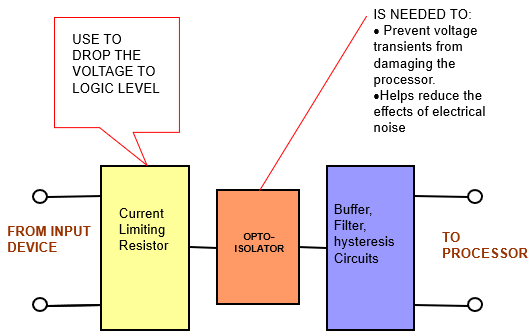 USE TO
DROP THE
VOLTAGE TO
LOGIC LEVEL
IS NEEDED TO:
• Prevent voltage
transients from
damaging the
processor.
•Helps reduce the
effects of electrical
noise
FROM INPUT
DEVICE
Current
Limiting
Resistor
OPTO-
ISOLATOR
Buffer,
Filter,
hysteresis
Circuits
TO
PROCESSOR